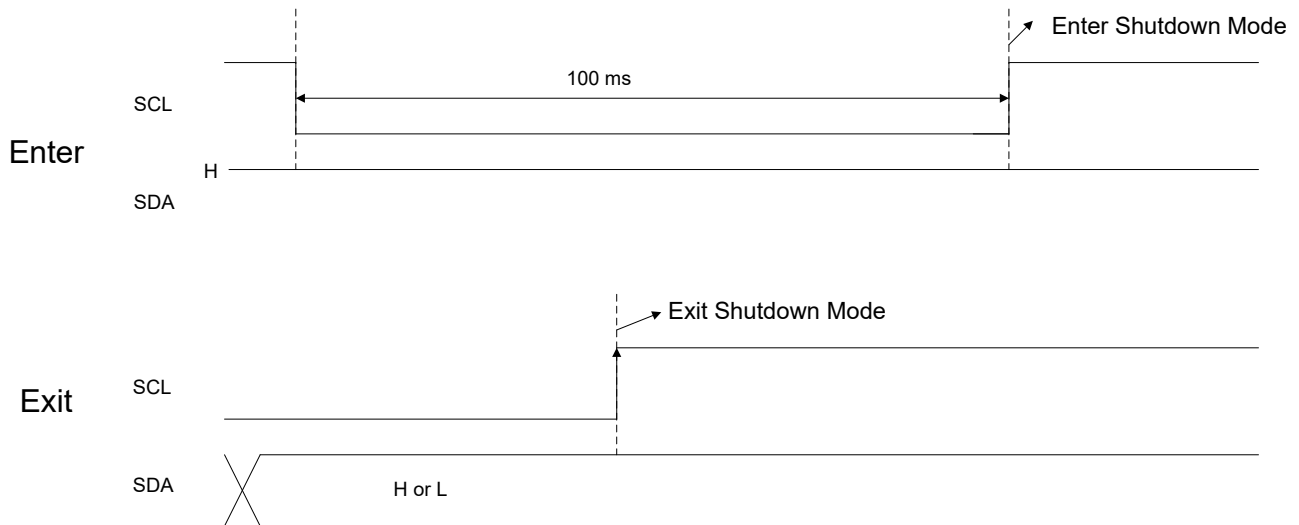 Enter Shutdown Mode
100 ms
SCL
Enter
H
SDA
Exit Shutdown Mode
SCL
Exit
SDA
H or L